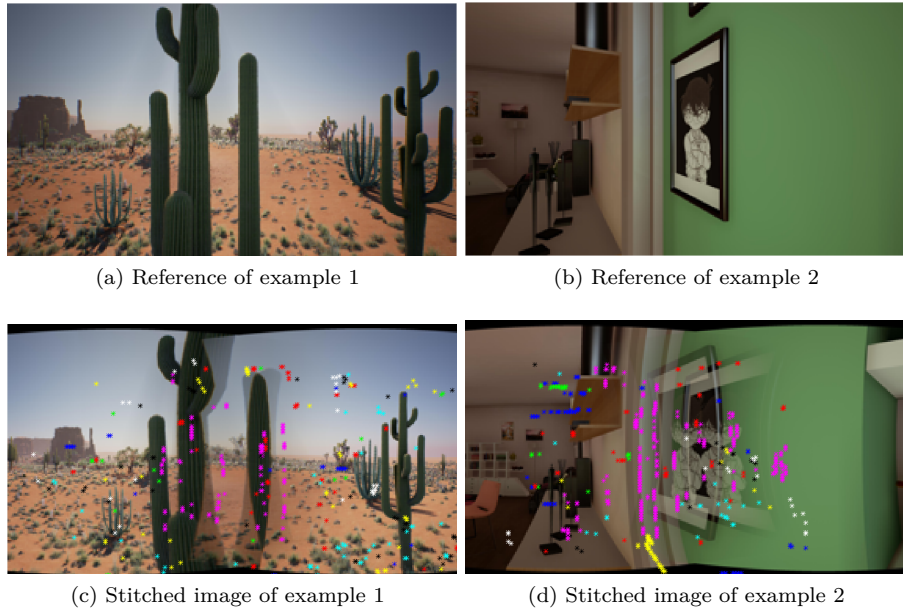 (a) Reference of example 1
(b) Reference of example 2
(c) Stitched image of example 1
(d) Stitched image of example 2